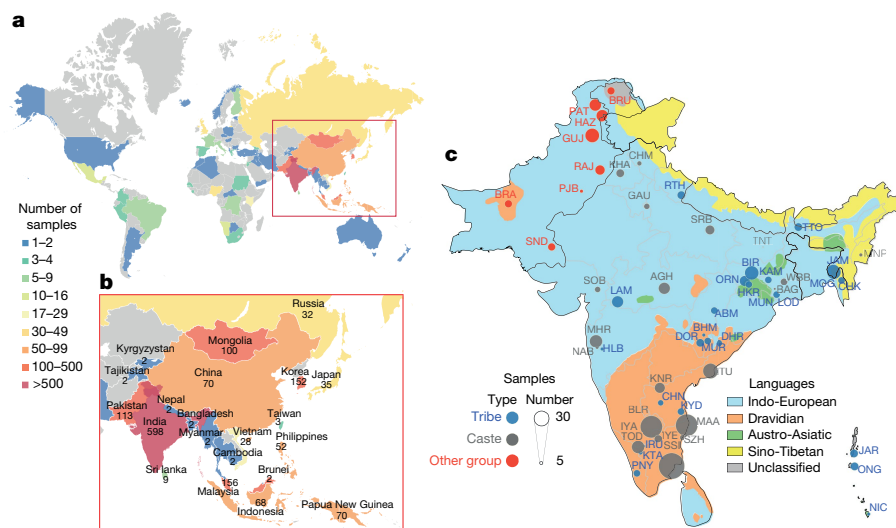 a
Number of
samples
1–2
3–4
5–9
10–16
17–29
30–49
50–99
100–500
>500
b
Russia
32
Mongolia
100
Kyrgyzstan
2
Tajikistan
2
China
70
Korea
152
Japan
35
Pakistan
113
Nepal
2
Bangladesh
2
India
598
Myanmar
2
Taiwan
3
Vietnam
28
Philippines
52
Cambodia
2
Sri lanka
9
Brunei
2
156
Malaysia
68
Indonesia
Papua New Guinea
70
c
BRU
PAT
HAZ
GUJ
CHM
KHA
RAJ
PJB
RTH
BRA
GAU
SRB
TTO
SND
TNT
MNP
BIR
JAM
ORN
KAM
WBB
SOB
AGH
HKR
BAG
MOG
CHK
LAM
MUN
LOD
ABM
MHR
BHM
DOR
DHR
NAB
HLB
MUR
KNR
CHN
KYD
BLR
MAA
IYA
TOD
IYE
SZH
IRU
KTA
PNY
JAR
ONG
NIC
Samples
Type Number
Tribe
30
Caste
Other group
5
Languages
Indo-European
Dravidian
Austro-Asiatic
Sino-Tibetan
Unclassified